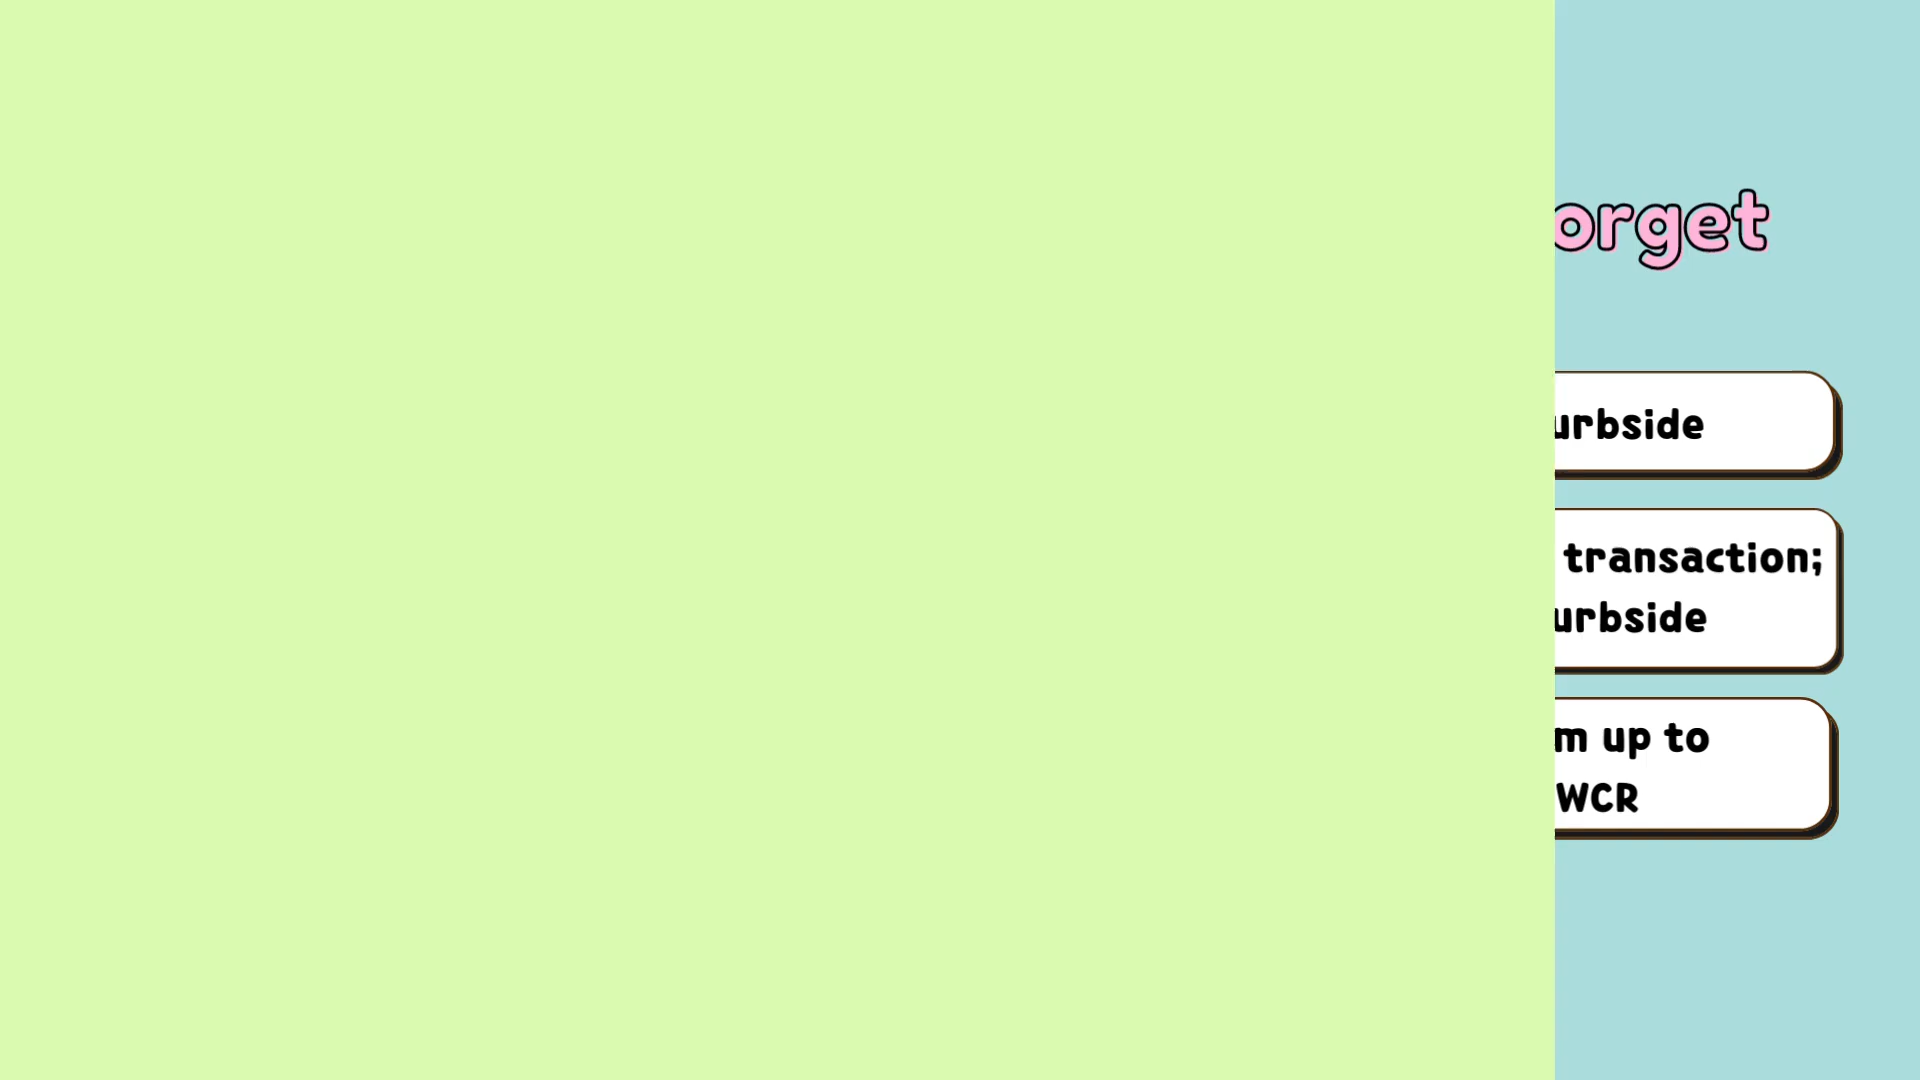 orget
urbside
transaction;
urbside
m up to
WCR